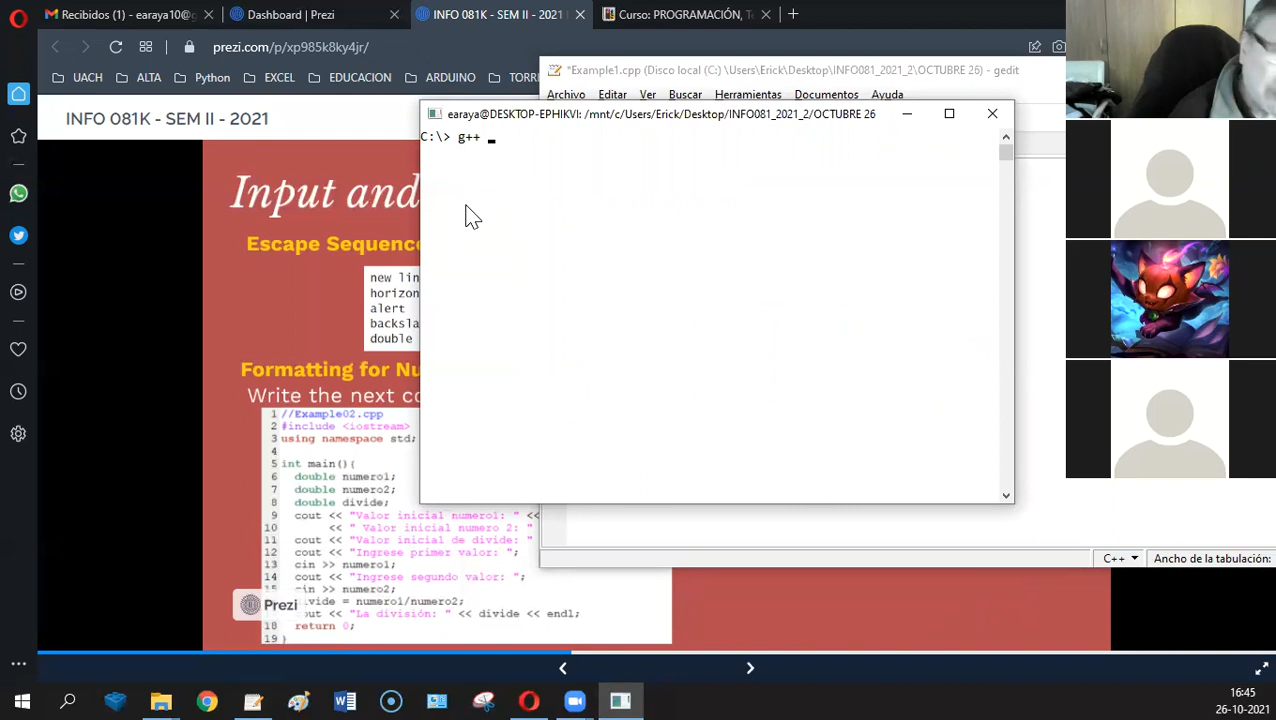 Recibidos (1) - earaya10@g
Dashboard | Prezi
INFO 081K - SEM II - 2021
Curso: PROGRAMACIÓN, Te
prezi.com/p/xp985k8ky4jr/
UACH
ALTA
Python
EXCEL
EDUCACION
ARDUINO
TORRE
*Example1.cpp (Disco local (C:) \Users\Erick\Desktop\INFO081_2021_2\OCTUBRE 26) - gedit
Archivo Editar Ver Buscar Herramientas Documentos Ayuda
earaya@DESKTOP-EPHIKVI: /mnt/c/Users/Erick/Desktop/INFO081_2021_2/OCTUBRE 26
C:\> g++
INFO 081K - SEM II - 2021
Input and
Escape Sequence
new lin
horizon
alert
backsla
double
Formatting for Nu
Write the next co
1 //Example02.cpp
2 #include <iostream>
3 using namespace std;
4
5 int main(){
6 double numero1;
7 double numero2;
8 double divide;
9 cout << "Valor inicial numero1: " <<
10 << " Valor inicial numero 2: "
11 cout << "Valor inicial de divide: "
12 cout << "Ingrese primer valor: ";
13 cin >> numero1;
14 cout << "Ingrese segundo valor: ";
cin >> numero2;
ivide = numero1/numero2;
out << "La división: " << divide << endl;
18 return 0;
19 }
Prezi
C++
Ancho de la tabulación:
16:45
26-10-2021